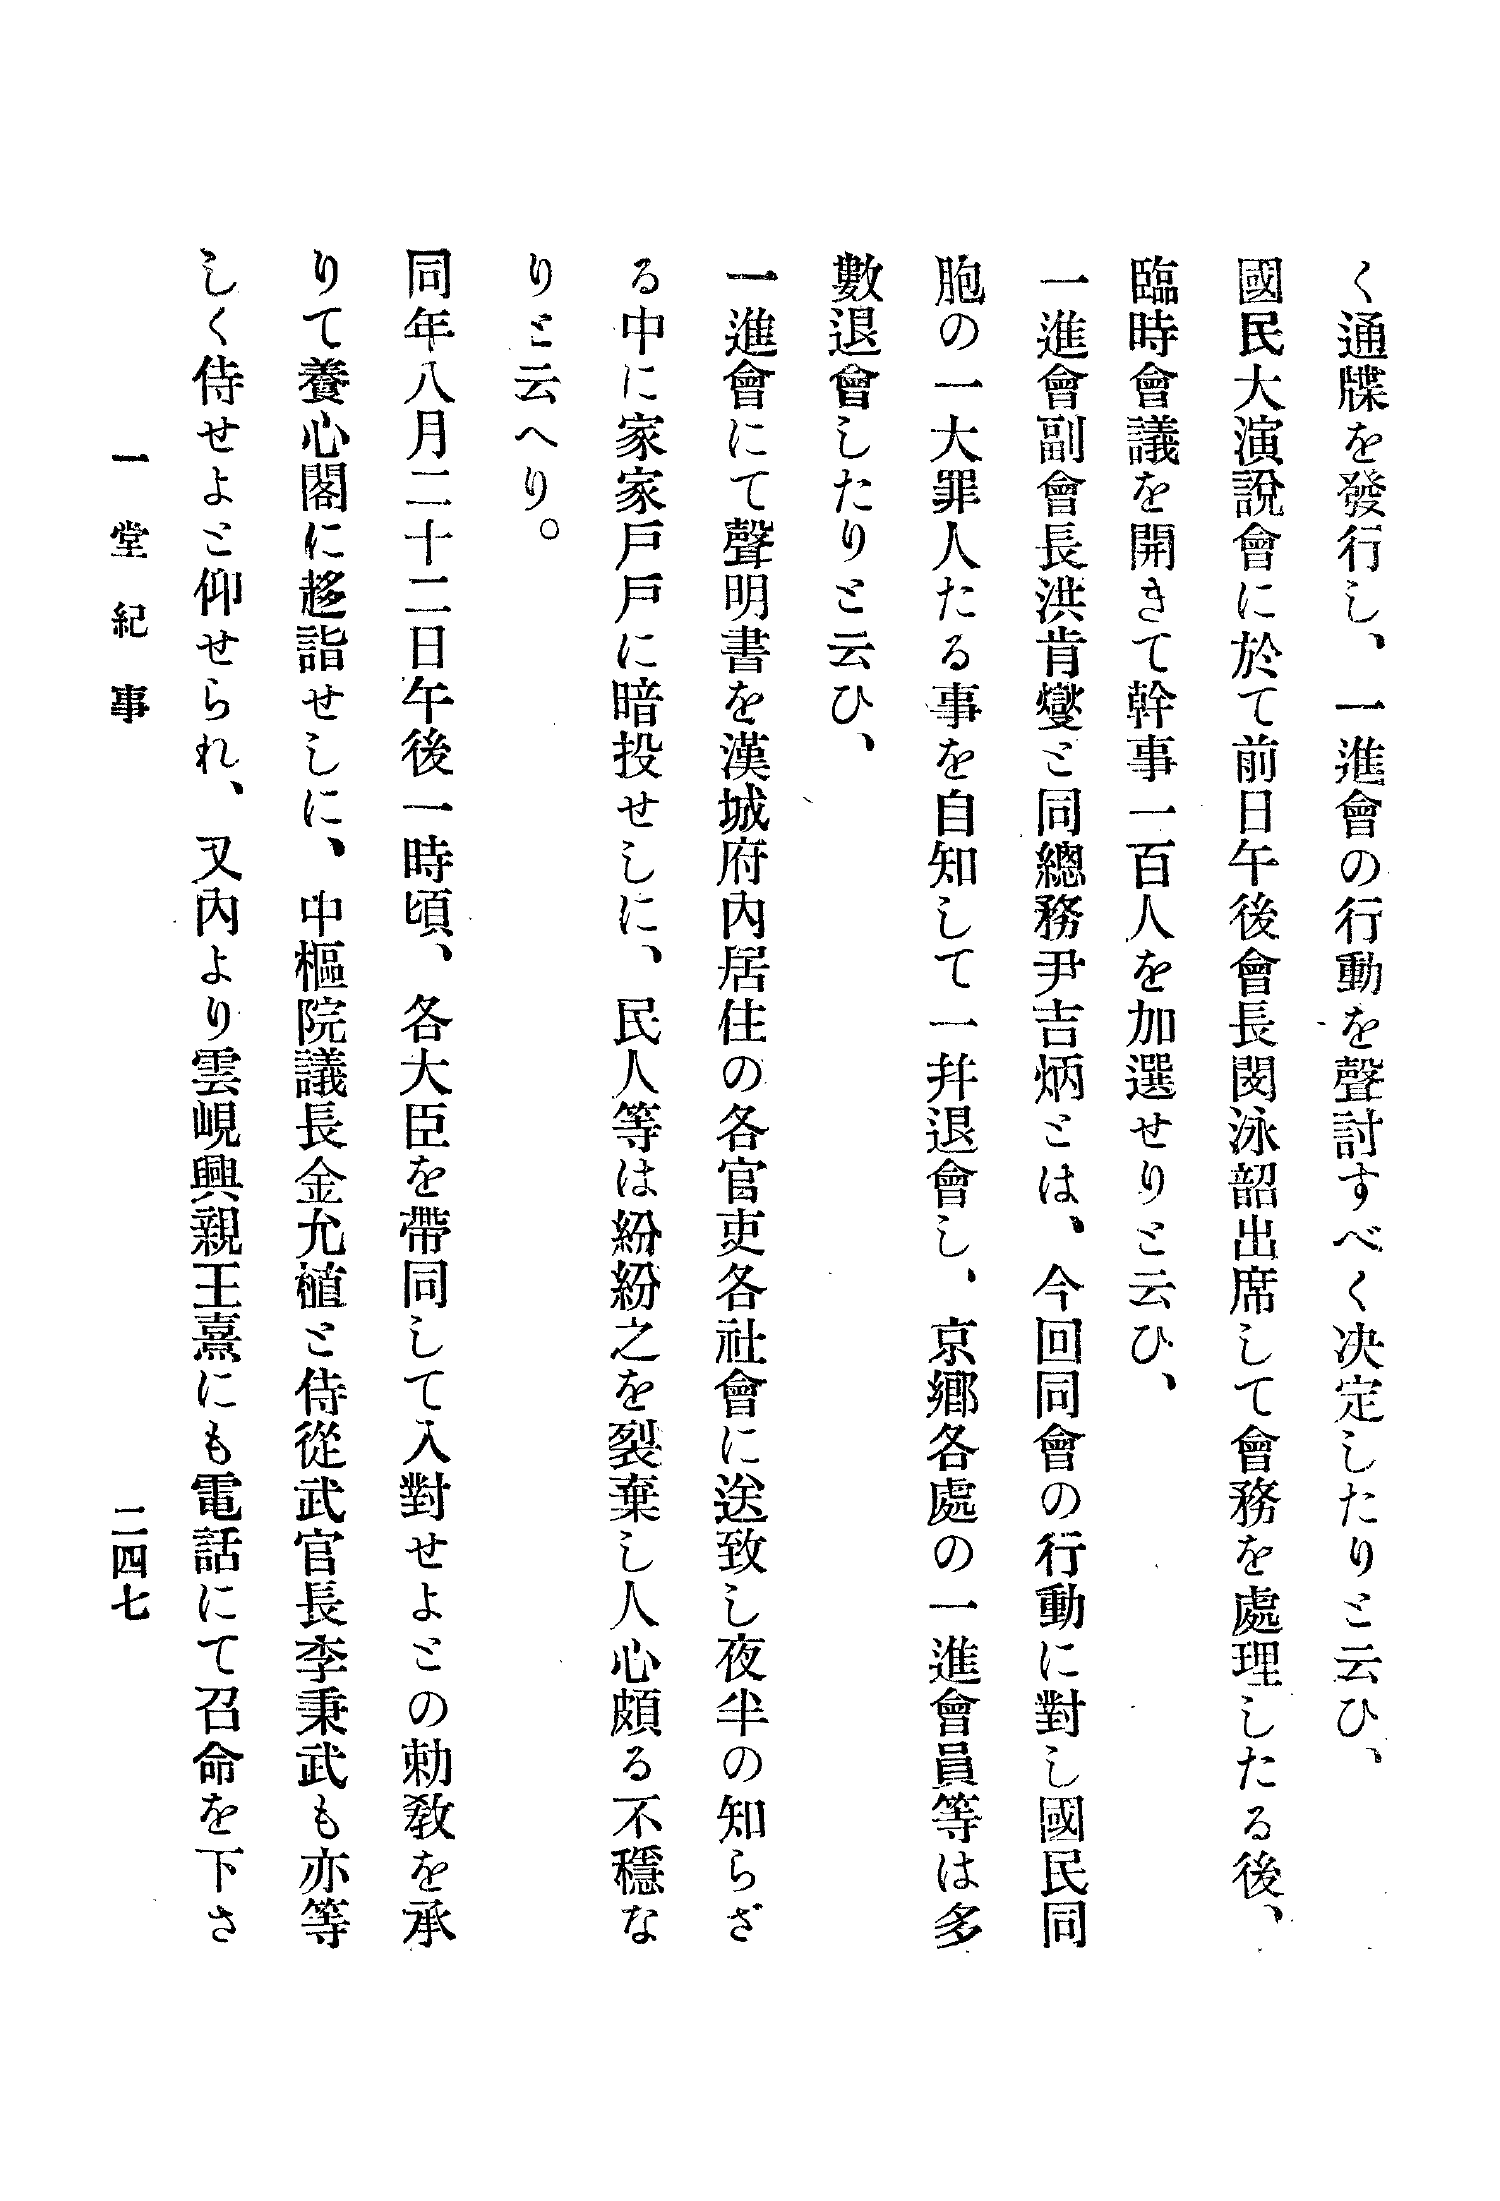 く通牒を發行し、一進會の行動を聲討すべく决定したりと云ひ、
國民大演說會に於て前日午後會長閔泳韶出席して會務を處理したる後、
臨時會議を開きて幹事一百人を加選せりと云ひ、
一進會副會長洪肯燮と同總務尹吉炳とは、今回同會の行動に對し國民同
胞の一大罪人たる事を自知して一幷退會し、京鄕各處の一進會員等は多
數退會したりと云ひ、
一進會にて聲明書を漢城府內居住の各官吏各社會に送致し夜半の知らざ
る中に家家戶戶に暗投せしに、民人等は紛紛之を裂棄し人心頗る不穩な
りと云へり。
同年八月二十二日午後一時頃、各大臣を帶同して入對せよとの勅敎を承
りて養心閣に趍詣せしに、中樞院議長金允植と侍從武官長李秉武も亦等
しく侍せよと仰せられ、又內より雲峴興親王熹にも電話にて召命を下さ
一堂紀事
二四七